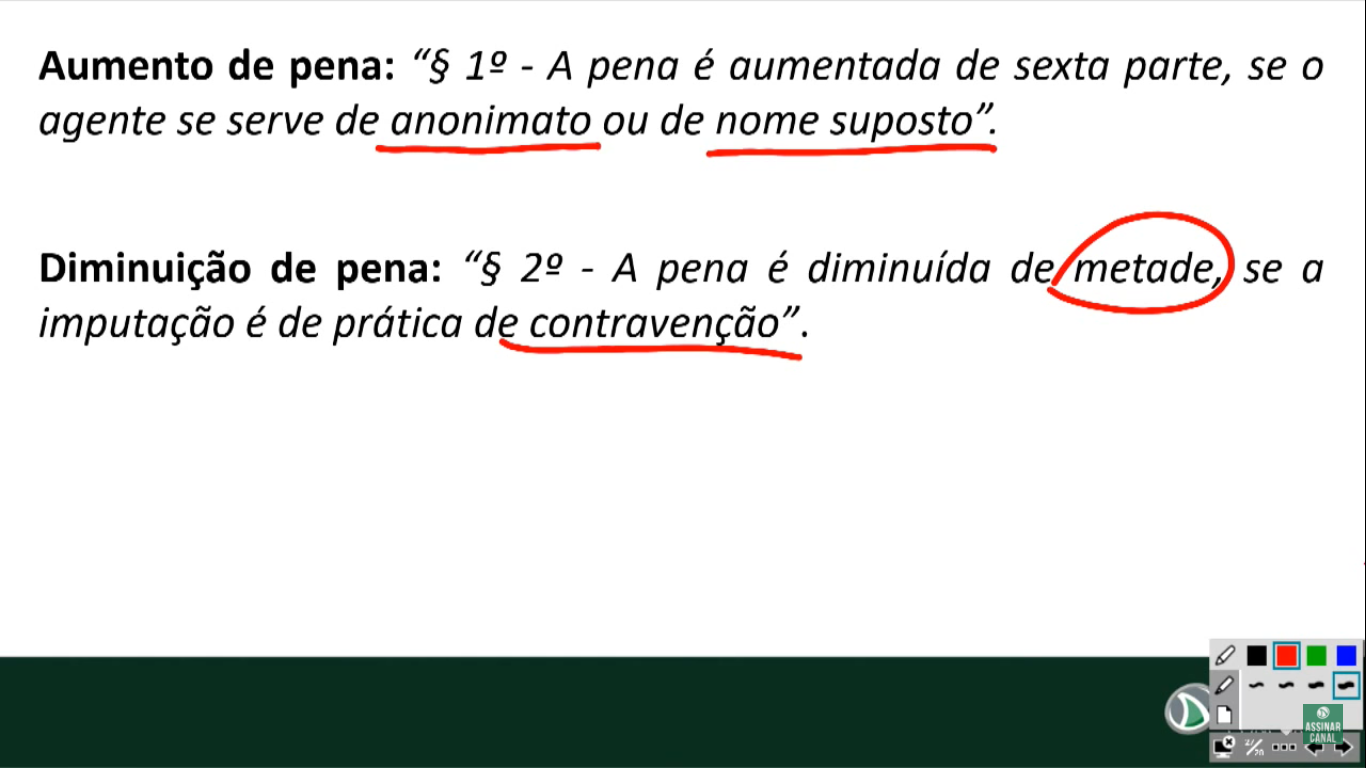 Aumento de pena: “§ 1º - A pena é aumentada de sexta parte, se o
agente se serve de anonimato ou de nome suposto”.
Diminuição de pena: “§ 2º - A pena é diminuída de metade, se a
imputação é de prática de contravenção”.
ASSINAR
CANAL